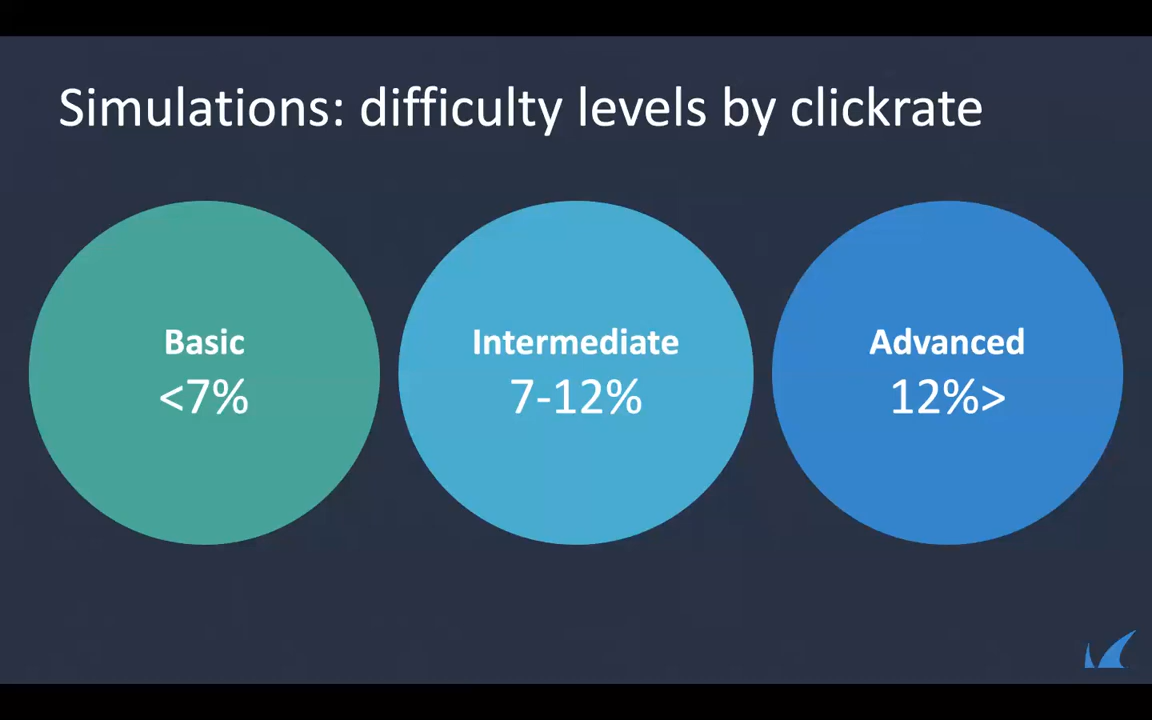 Simulations: difficulty levels by clickrate
Basic
<7%
Intermediate
7-12%
Advanced
12%>